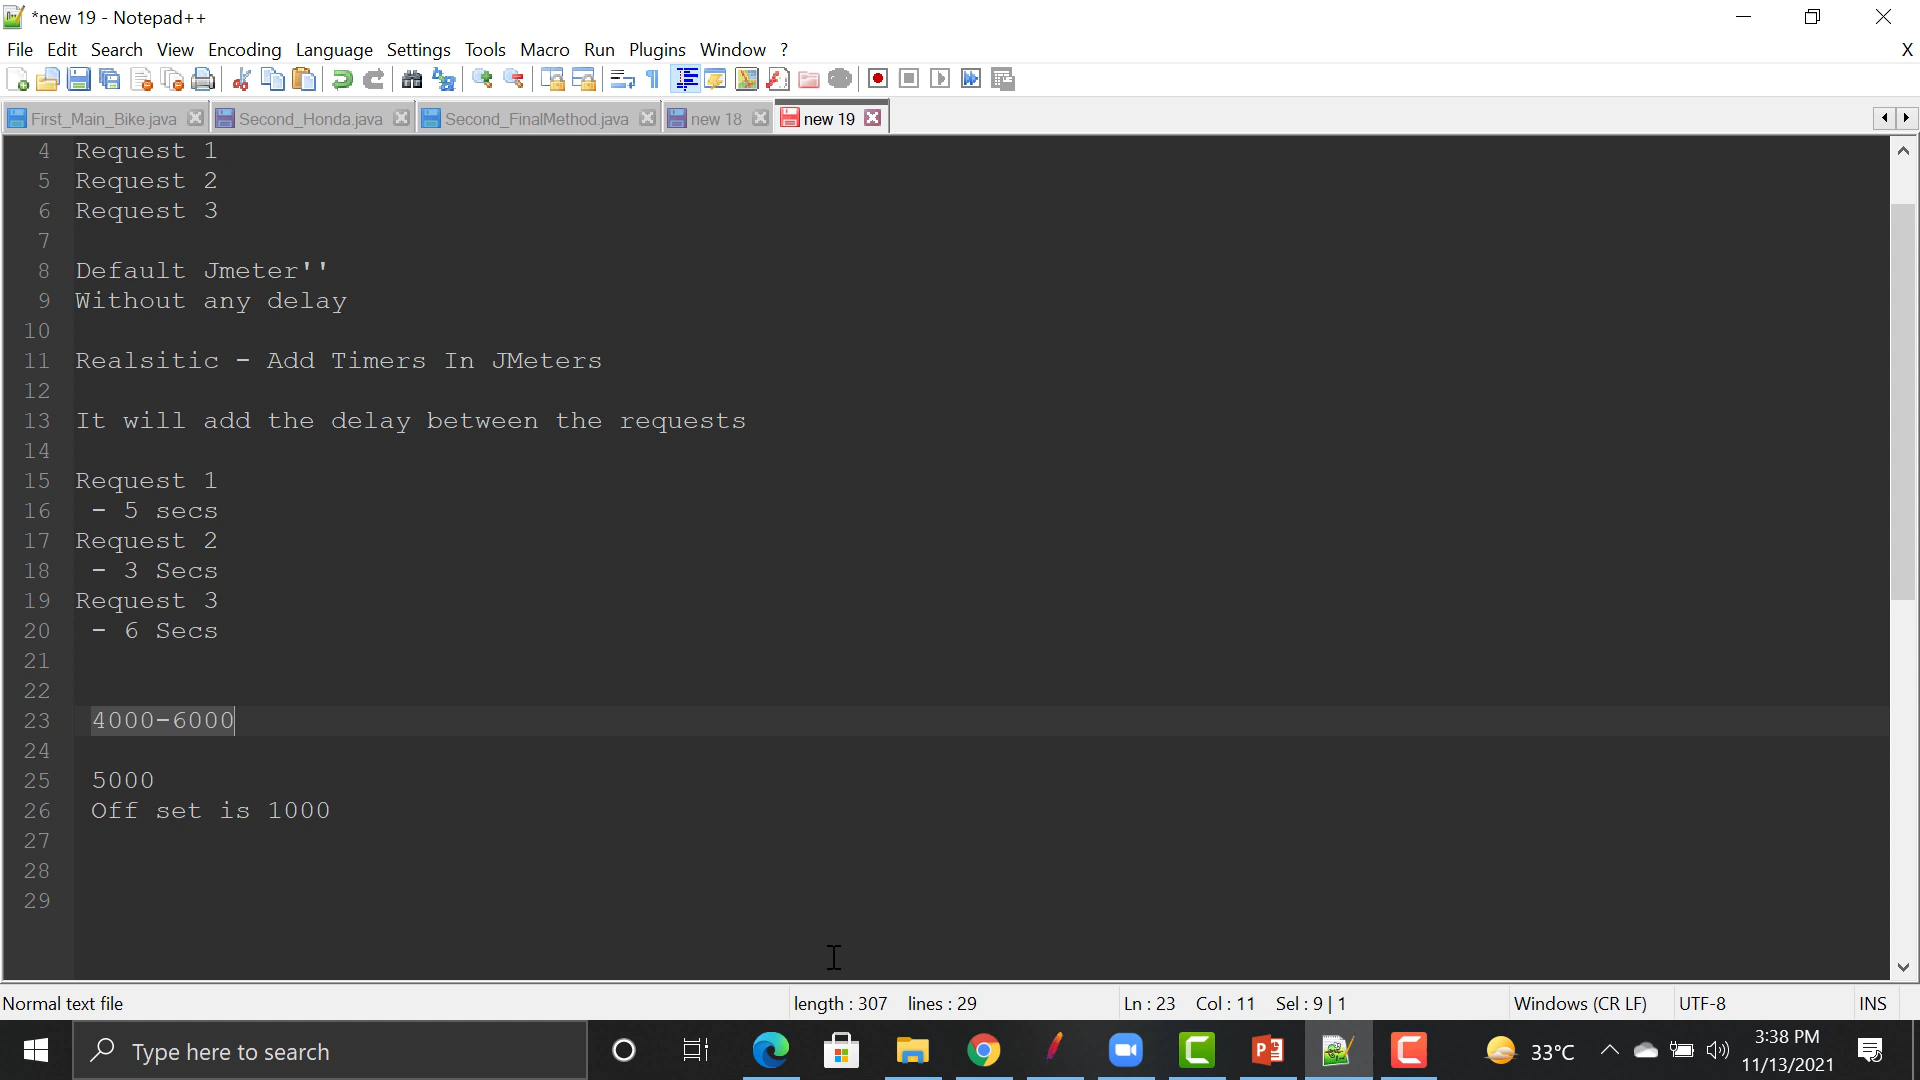 *new 19 - Notepad++
File Edit Search View Encoding Language Settings Tools Macro Run Plugins Window ? X
First_Main_Bike.java Second_Honda.java Second_FinalMethod.java new 18 new 19
4 Request 1
5 Request 2
6 Request 3
7
8 Default Jmeter''
9 Without any delay
10
11 Realsitic - Add Timers In JMeters
12
13 It will add the delay between the requests
14
15 Request 1
16 - 5 secs
17 Request 2
18 - 3 Secs
19 Request 3
20 - 6 Secs
21
22
23 4000-6000
24
25 5000
26 Off set is 1000
27
28
29
Normal text file length : 307 lines : 29 Ln : 23 Col : 11 Sel : 9 | 1 Windows (CR LF) UTF-8 INS
Type here to search 33°C 3:38 PM
11/13/2021